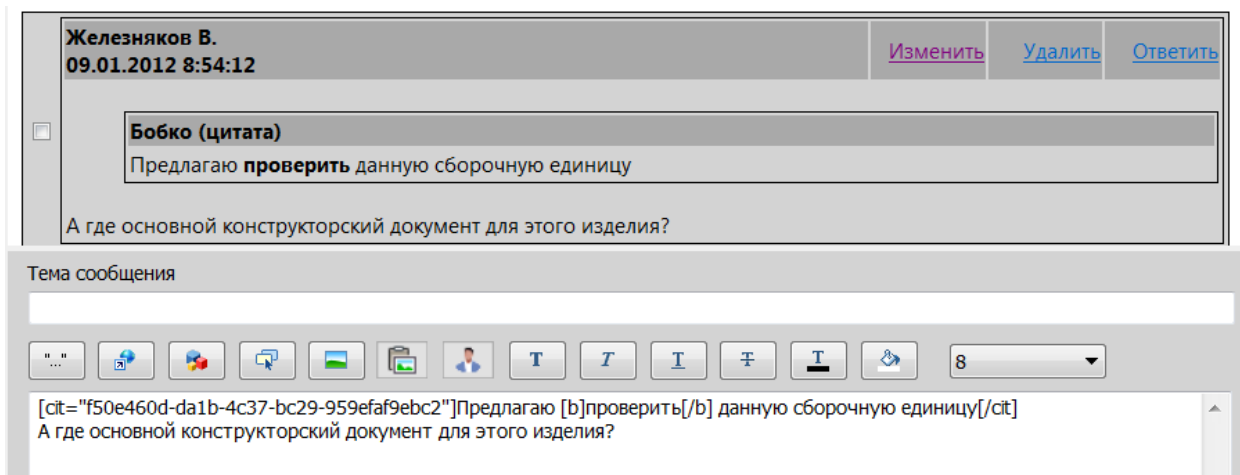 Железняков В.
09.01.2012 8:54:12
Изменить Удалить Ответить
Бобко (цитата)
Предлагаю проверить данную сборочную единицу
А где основной конструкторский документ для этого изделия?
Тема сообщения
"..." T T T T T 8
[cit="f50e460d-da1b-4c37-bc29-959efaf9ebc2"]Предлагаю [b]проверить[/b] данную сборочную единицу[/cit]
А где основной конструкторский документ для этого изделия?